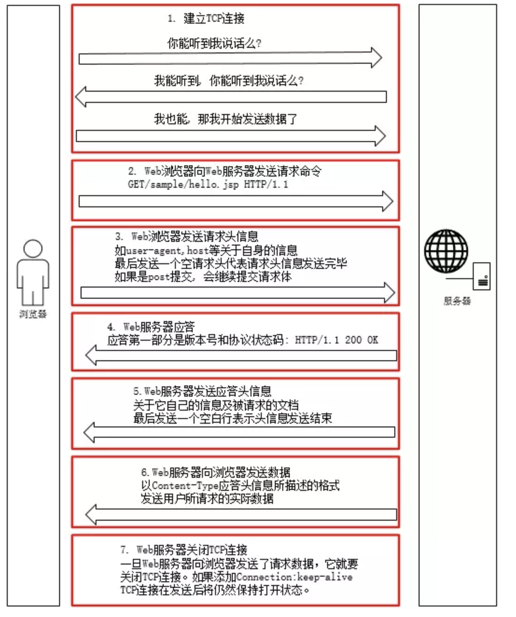 1. 建立TCP连接
你能听到我说话么?
我能听到, 你能听到我说话么?
我也能, 那我开始发送数据了
2. Web浏览器向Web服务器发送请求命令
GET/sample/hello.jsp HTTP/1.1
3. Web浏览器发送请求头信息
如user-agent,host等关于自身的信息
最后发送一个空请求头代表请求头信息发送完毕
如果是post提交, 会继续提交请求体
浏览器
服务器
4. Web服务器应答
应答第一部分是版本号和协议状态码: HTTP/1.1 200 OK
5.Web服务器发送应答头信息
关于它自己的信息及被请求的文档
最后发送一个空白行表示头信息发送结束
6.Web服务器向浏览器发送数据
以Content-Type应答头信息所描述的格式
发送用户所请求的实际数据
7. Web服务器关闭TCP连接
一旦Web服务器向浏览器发送了请求数据, 它就要
关闭TCP连接。如果添加Connection:keep-alive
TCP连接在发送后将仍然保持打开状态。